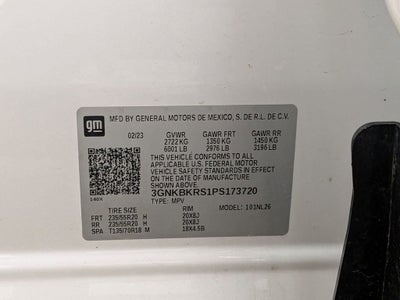 gm
MFD BY GENERAL MOTORS DE MEXICO, S. DE R.L. DE C.V.
02/23 GVWR GAWR FRT GAWR RR
2722 KG 1350 KG 1450 KG
6001 LB 2976 LB 3196 LB
THIS VEHICLE CONFORMS TO ALL APPLICABLE U.S. FEDERAL MOTOR VEHICLE SAFETY STANDARDS IN EFFECT ON THE DATE OF MANUFACTURE SHOWN ABOVE.
3GNKBKRS1PS173720
TYPE: MPV
TIRE SIZE RIM MODEL: 101NL26
FRT 235/55R20 H 20X8J
RR 235/55R20 H 20X8J
SPA T135/70R18 M 18X4.5B